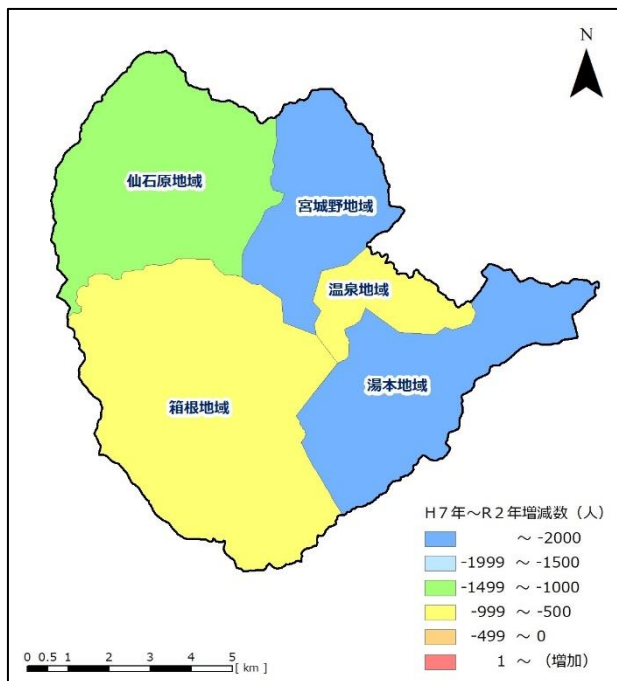 N
仙石原地域
宮城野地域
温泉地域
湯本地域
箱根地域
H7年～R2年増減数（人）
～ -2000
-1999 ～ -1500
-1499 ～ -1000
-999 ～ -500
-499 ～ 0
1 ～ （増加）
0 0.5 1 2 3 4 5
[ km ]